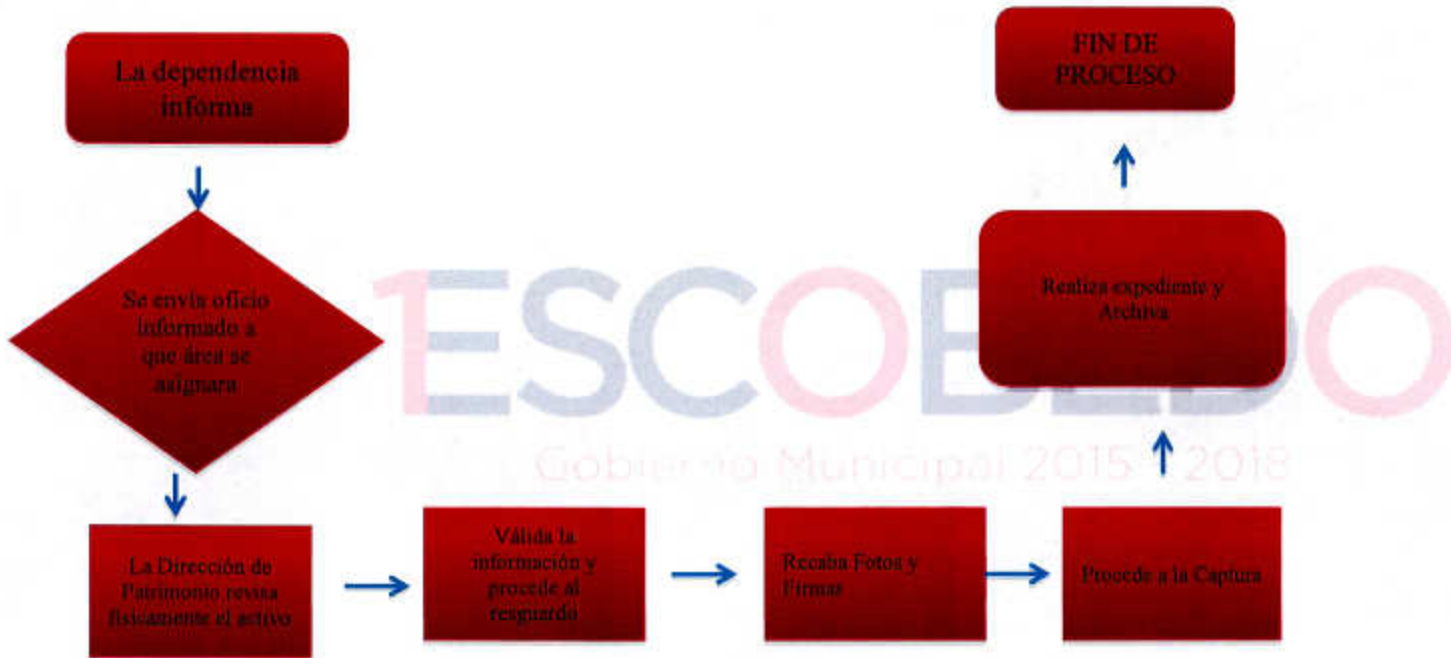 La dependencia
informa
Se envía oficio
informado a
que área se
asignara
La Dirección de
Patrimonio revisa
físicamente el activo
Válida la
información y
procede al
resguardo
Recaba Fotos y
Firmas
Procede a la Captura
Realiza expediente y
Archiva
FIN DE
PROCESO
1ESCOBEDO
Gobierno Municipal 2015 - 2018